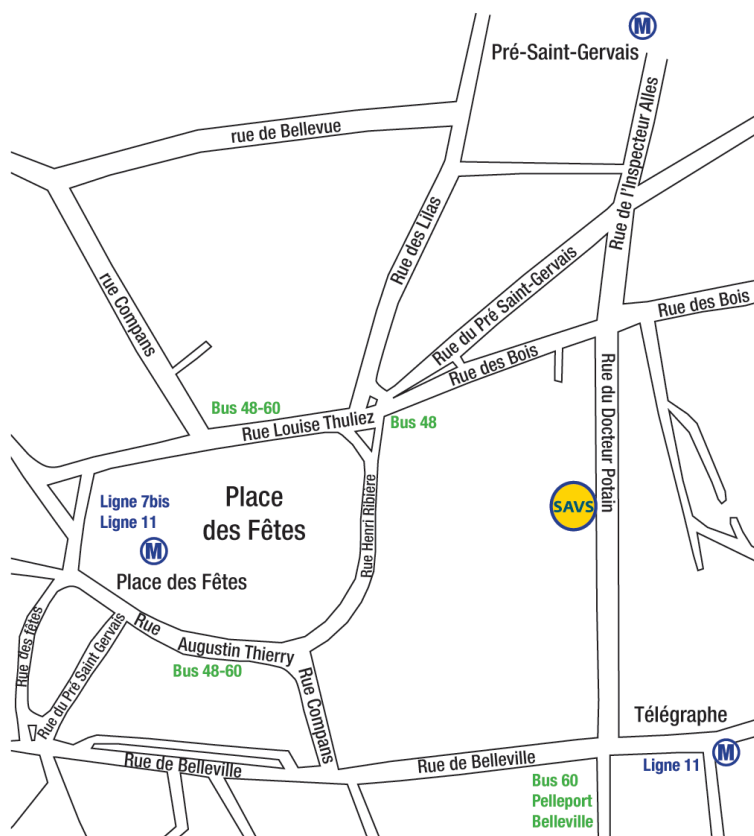 M
Pré-Saint-Gervais
rue de Bellevue
Rue de l'Inspecteur Alles
Rue des Lilas
rue Compans
Rue du Pré Saint-Gervais
Rue des Bois
Rue des Bois
Rue du Docteur Potain
Bus 48-60
Rue Louise Thuliez
Bus 48
Ligne 7bis
Ligne 11
M
Place des Fêtes
Place
des Fêtes
Rue Henri Ribière
SAVS
Rue des fêtes
Rue du Pré Saint Gervais
Rue
Augustin Thierry
Bus 48-60
Rue Compans
Télégraphe
M
Ligne 11
Rue de Belleville
Rue de Belleville
Bus 60
Pelleport
Belleville